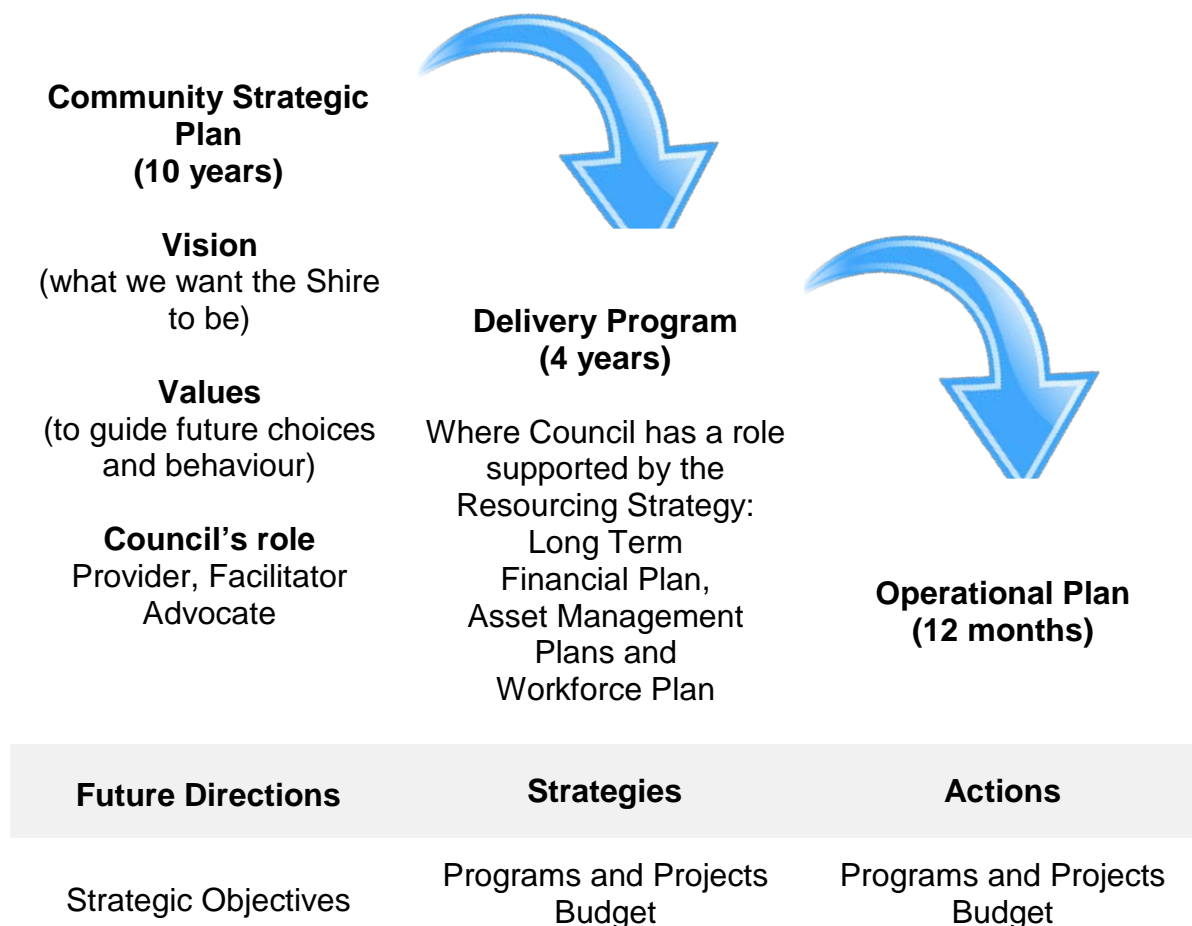 Community Strategic
Plan
(10 years)
Vision
(what we want the Shire
to be)
Values
(to guide future choices
and behaviour)
Council’s role
Provider, Facilitator
Advocate
Delivery Program
(4 years)
Where Council has a role
supported by the
Resourcing Strategy:
Long Term
Financial Plan,
Asset Management
Plans and
Workforce Plan
Operational Plan
(12 months)
Future Directions
Strategies
Actions
Strategic Objectives
Programs and Projects
Budget
Programs and Projects
Budget